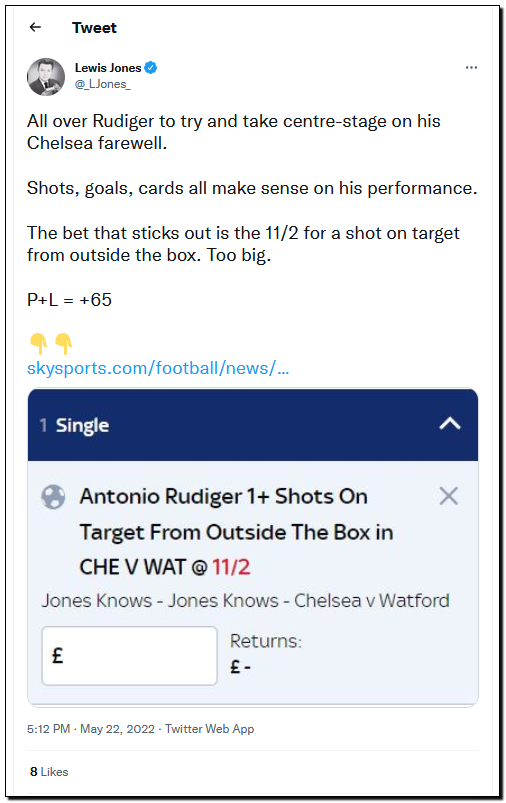 Tweet
Lewis Jones
@_LJones_
All over Rudiger to try and take centre-stage on his
Chelsea farewell.
Shots, goals, cards all make sense on his performance.
The bet that sticks out is the 11/2 for a shot on target
from outside the box. Too big.
P+L = +65
👇👇
skysports.com/football/news/...
1 Single
Antonio Rudiger 1+ Shots On
Target From Outside The Box in
CHE V WAT @ 11/2
Jones Knows - Jones Knows - Chelsea v Watford
£
Returns:
£ -
5:12 PM · May 22, 2022 · Twitter Web App
8 Likes